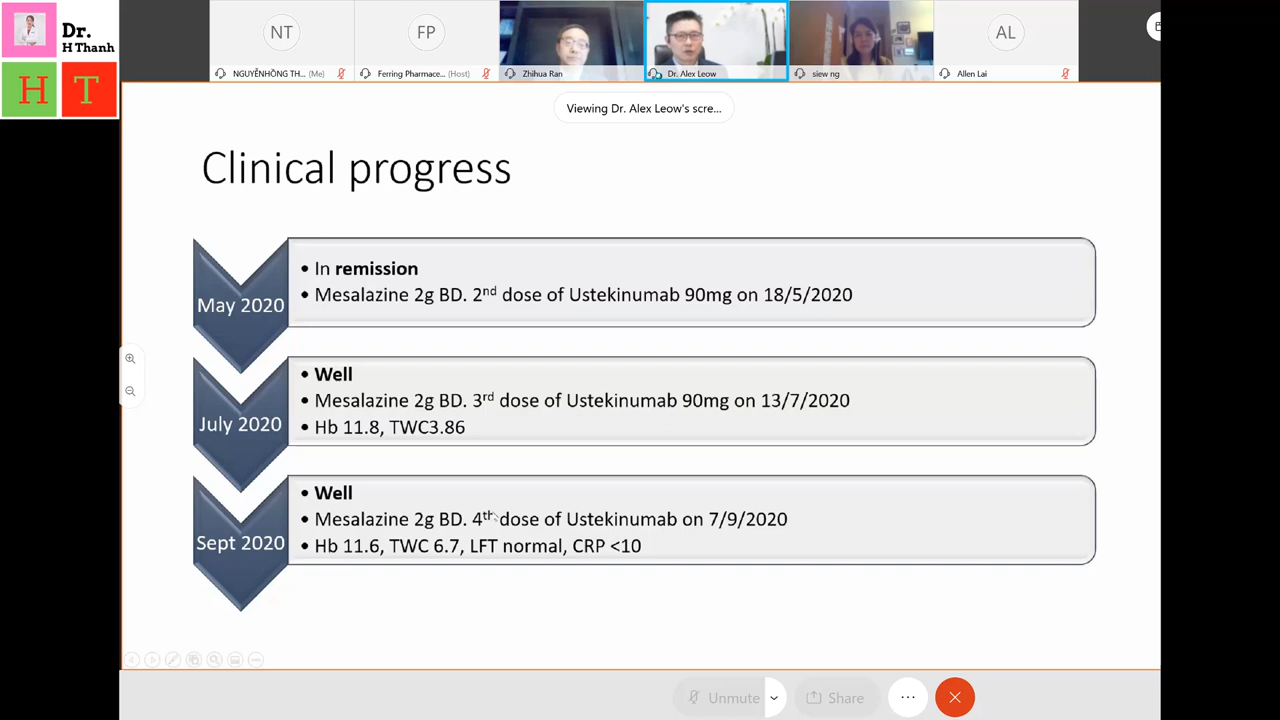 Dr.
H Thanh
H T
NT
FP
AL
NGUYỄNHỒNG TH... (Me)
Ferring Pharmace... (Host)
Zhihua Ran
Dr. Alex Leow
siew ng
Allen Lai
Viewing Dr. Alex Leow's scre...
Clinical progress
May 2020
• In remission
• Mesalazine 2g BD. 2nd dose of Ustekinumab 90mg on 18/5/2020
July 2020
• Well
• Mesalazine 2g BD. 3rd dose of Ustekinumab 90mg on 13/7/2020
• Hb 11.8, TWC3.86
Sept 2020
• Well
• Mesalazine 2g BD. 4th dose of Ustekinumab on 7/9/2020
• Hb 11.6, TWC 6.7, LFT normal, CRP <10
Unmute
Share